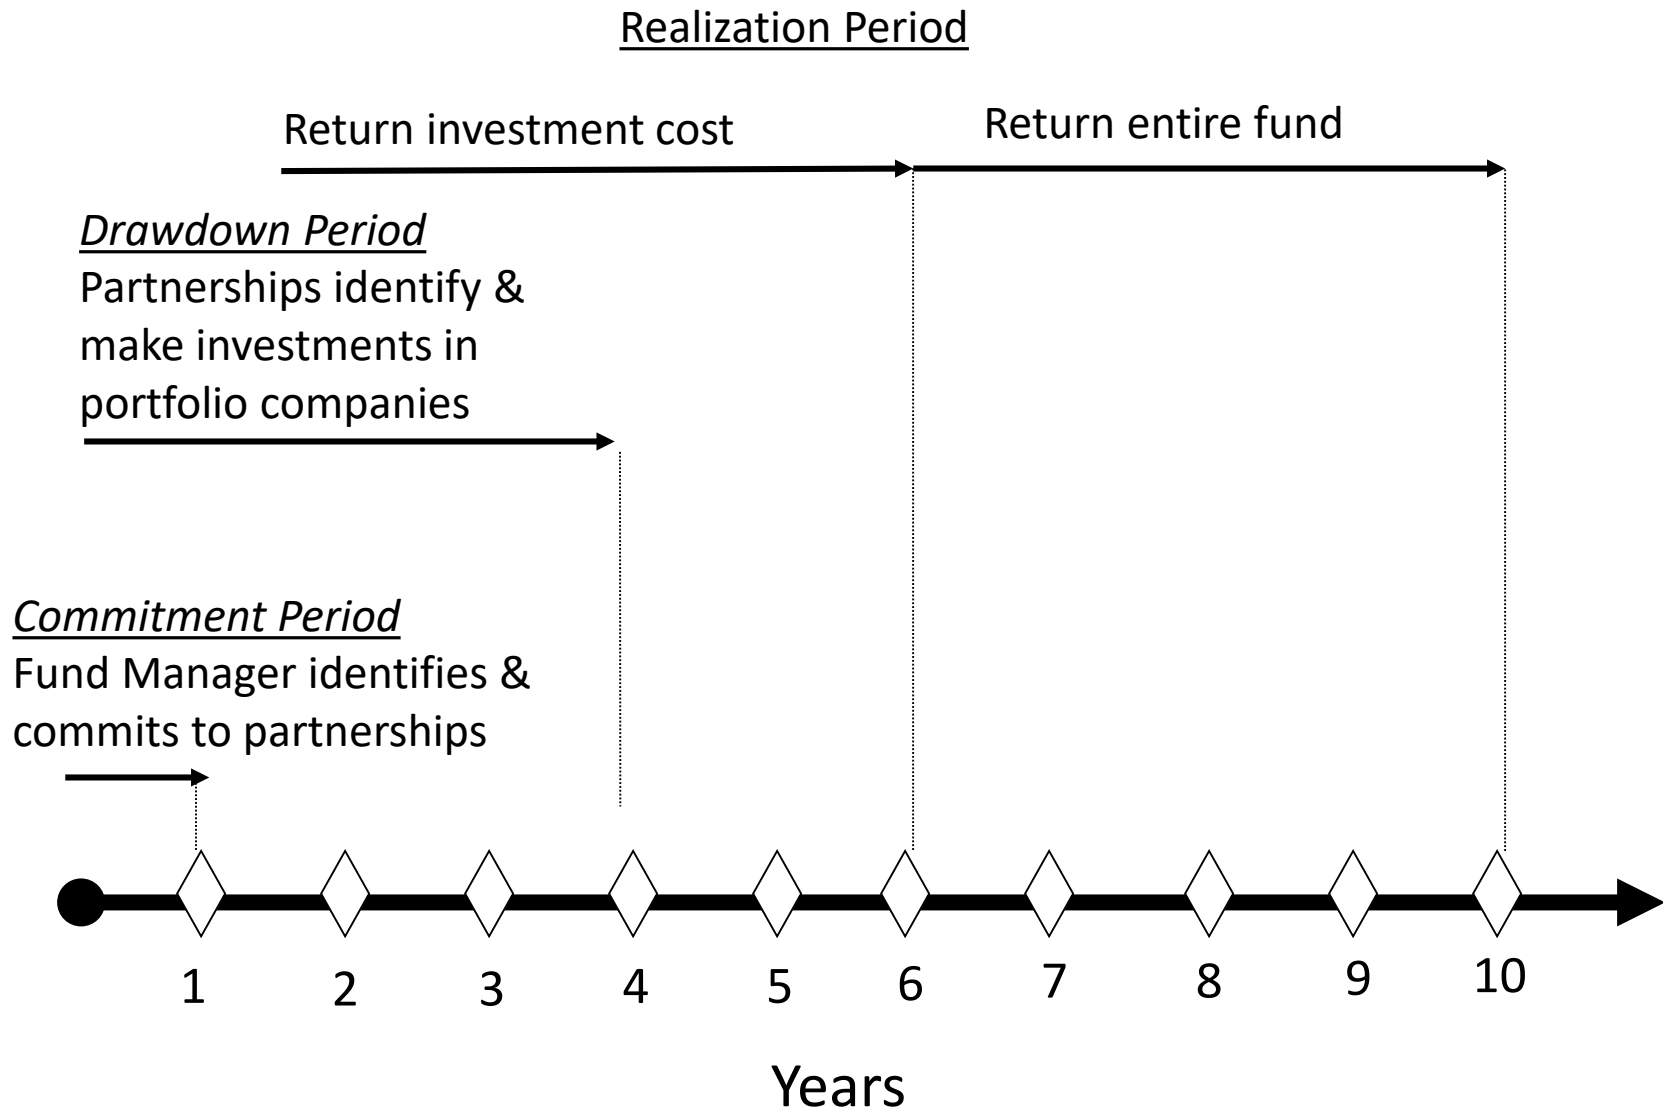 Realization Period
Return investment cost
Return entire fund
Drawdown Period
Partnerships identify &
make investments in
portfolio companies
Commitment Period
Fund Manager identifies &
commits to partnerships
1
2
3
4
5
6
7
8
9
10
Years